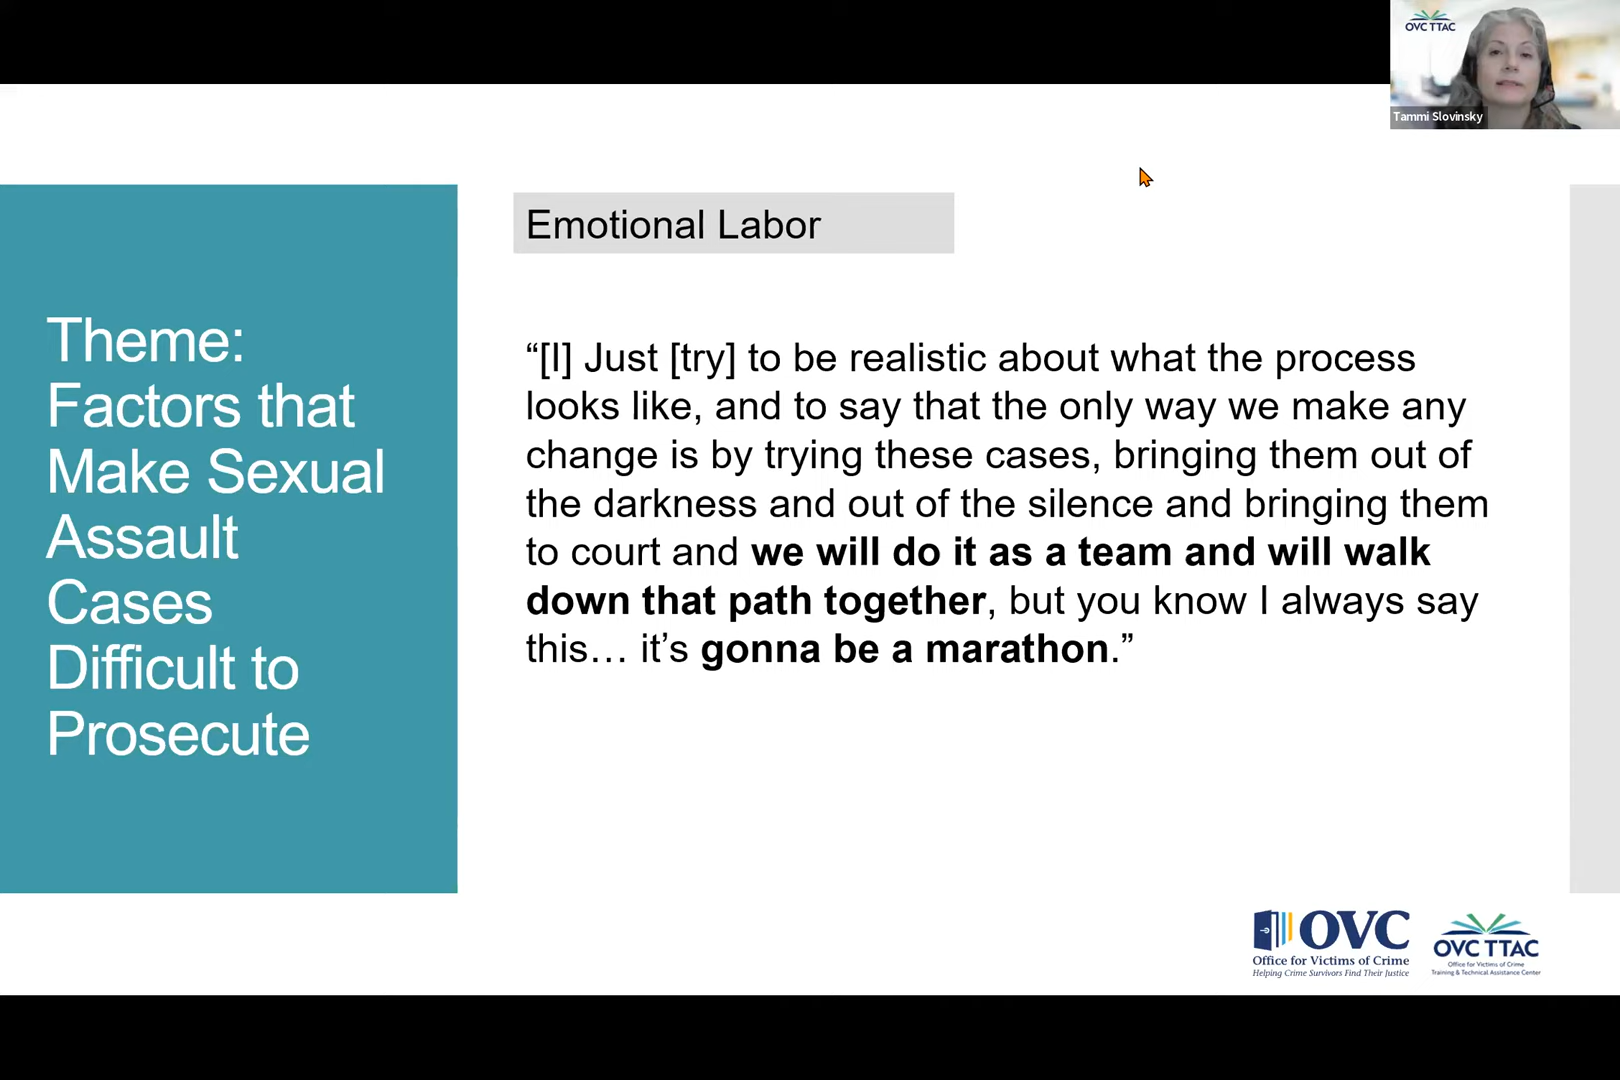 OVC TTAC
Tammi Slovinsky
Emotional Labor
Theme:
Factors that
Make Sexual
Assault
Cases
Difficult to
Prosecute
“[I] Just [try] to be realistic about what the process
looks like, and to say that the only way we make any
change is by trying these cases, bringing them out of
the darkness and out of the silence and bringing them
to court and we will do it as a team and will walk
down that path together, but you know I always say
this… it’s gonna be a marathon.”
OVC
Office for Victims of Crime
Helping Crime Survivors Find Their Justice
OVC TTAC
Office for Victims of Crime
Training & Technical Assistance Center